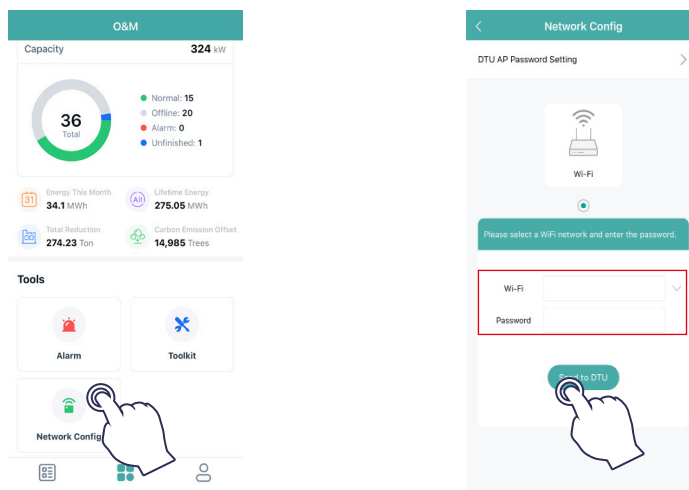 O&M
Capacity 324 kW
36
Total
Normal: 15
Offline: 20
Alarm: 0
Unfinished: 1
31 Energy This Month
34.1 MWh
All Lifetime Energy
275.05 MWh
Total Reduction
274.23 Ton
Carbon Emission Offset
14,985 Trees
Tools
Alarm
Toolkit
Network Config
Network Config
DTU AP Password Setting
Wi-Fi
Please select a WiFi network and enter the password.
Wi-Fi
Password
Send to DTU